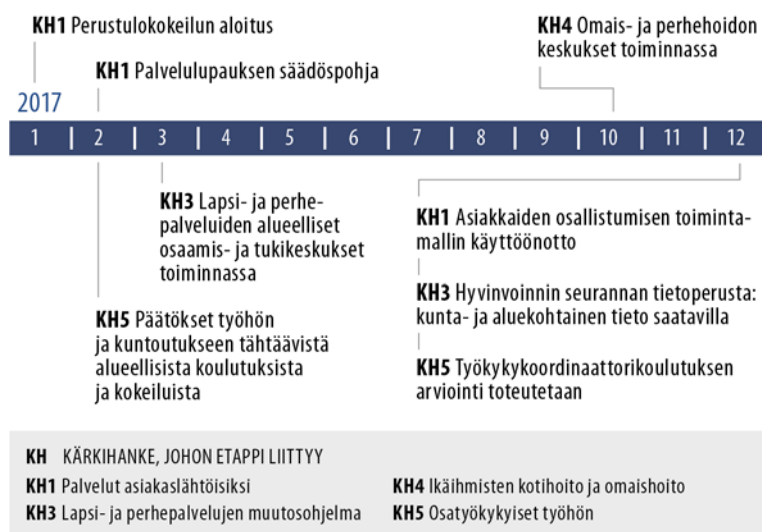 KH1 Perustulokokeilun aloitus
KH4 Omais- ja perhehoidon
keskukset toiminnassa
KH1 Palvelulupauksen säädöspohja
2017
1 2 3 4 5 6 7 8 9 10 11 12
KH3 Lapsi- ja perhe-
palveluiden alueelliset
osaamis- ja tukikeskukset
toiminnassa
KH5 Päätökset työhön
ja kuntoutukseen tähtäävistä
alueellisista koulutuksista
ja kokeiluista
KH1 Asiakkaiden osallistumisen toiminta-
mallin käyttöönotto
KH3 Hyvinvoinnin seurannan tietoperusta:
kunta- ja aluekohtainen tieto saatavilla
KH5 Työkykykoordinaattorikoulutuksen
arviointi toteutetaan
KH KÄRKIHANKE, JOHON ETAPPI LIITTYY
KH1 Palvelut asiakaslähtöisiksi
KH3 Lapsi- ja perhepalvelujen muutosohjelma
KH4 Ikäihmisten kotihoito ja omaishoito
KH5 Osatyökykyiset työhön